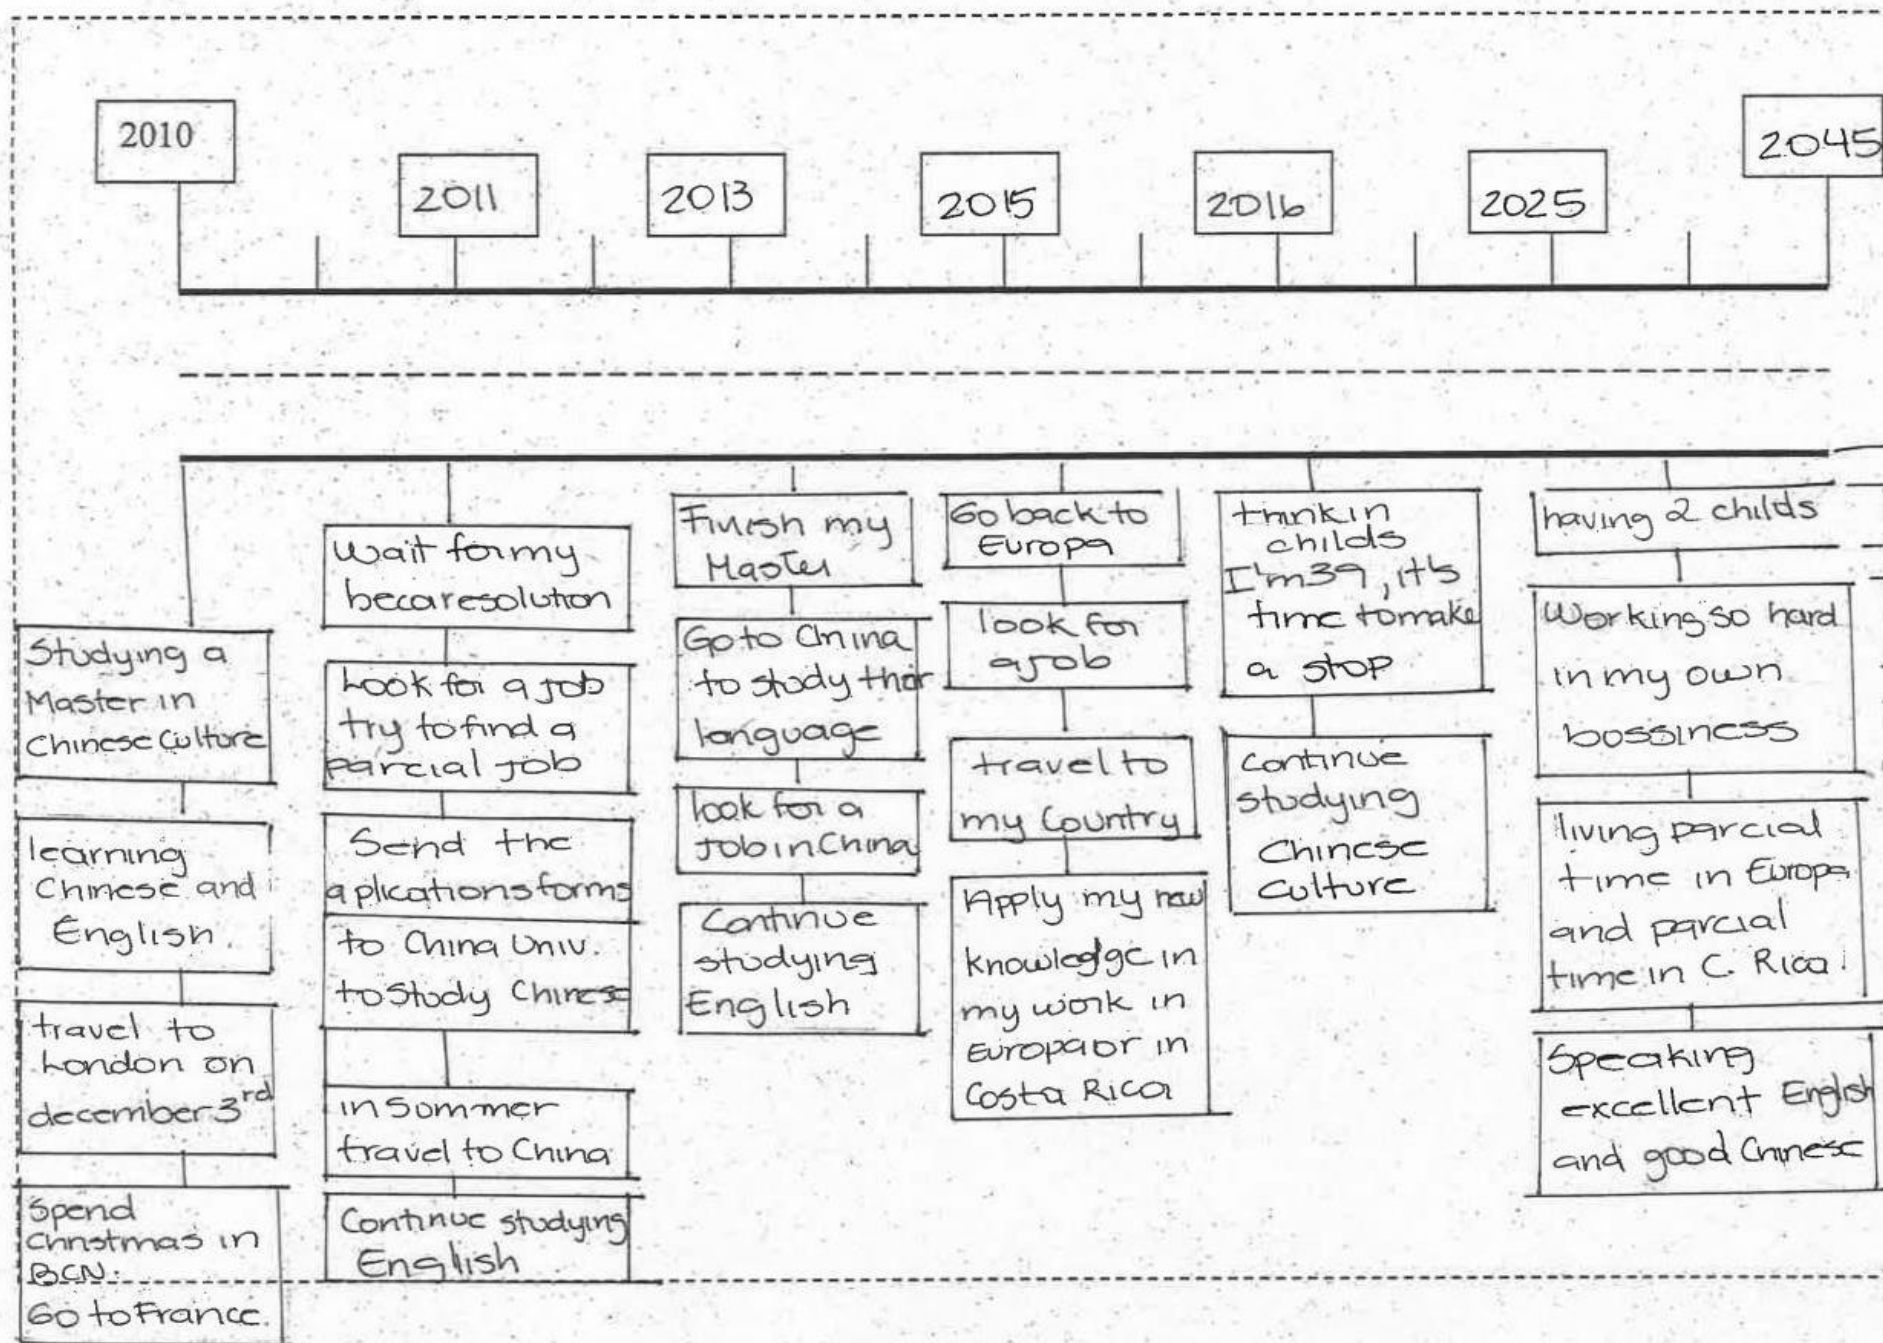 2010
2011
2013
2015
2016
2025
2045
Studying a
Master in
Chinese Culture
learning
Chinese and
English
travel to
London on
december 3rd
Spend
Christmas in
BCN.
Go to France.
Wait for my
beca resolution
Look for a job
try to find a
parcial job
Send the
aplications forms
to China Univ.
to study Chinese
in Sommer
travel to China
Continue studying
English
Finish my
Master
Go to China
to study thier
language
look for a
job in China
Continue
studying
English
Go back to
Europa
look for
a job
travel to
my Country
Apply my new
knowledge in
my work in
Europa or in
Costa Rica
think in
childs
I'm 39, it's
time to make
a stop
continue
studying
Chinese
culture
having 2 childs
Working so hard
in my own
bossiness
living parcial
time in Europa
and parcial
time in C. Rica.
Speaking
excellent English
and good Chinese